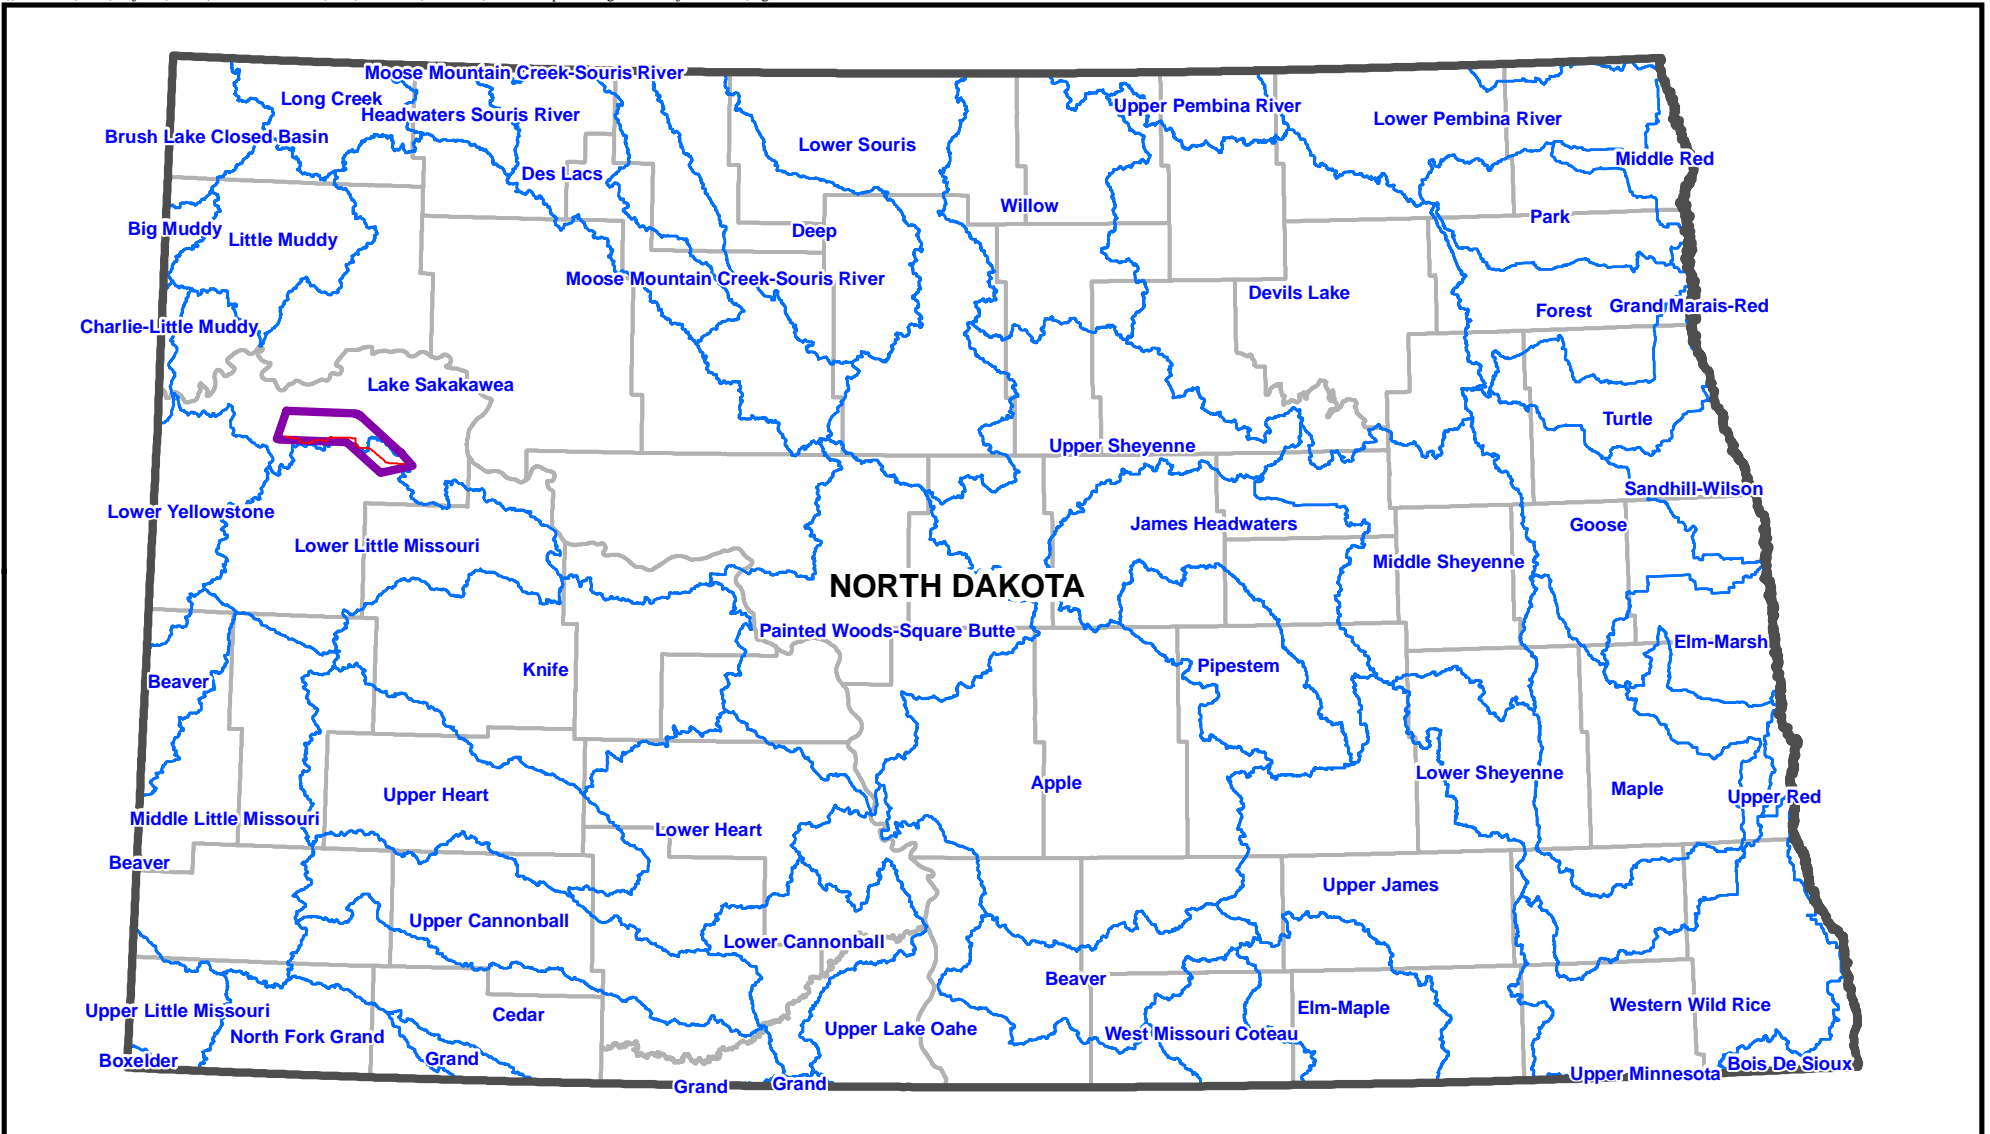 Moose Mountain Creek-Souris River
Long Creek
Headwaters Souris River
Upper Pembina River
Lower Pembina River
Brush Lake Closed Basin
Lower Souris
Middle Red
Des Lacs
Willow
Park
Big Muddy
Little Muddy
Deep
Moose Mountain Creek-Souris River
Devils Lake
Forest
Grand Marais-Red
Charlie-Little Muddy
Lake Sakakawea
Turtle
Upper Sheyenne
Sandhill-Wilson
Lower Yellowstone
James Headwaters
Goose
Lower Little Missouri
Middle Sheyenne
NORTH DAKOTA
Painted Woods-Square Butte
Elm-Marsh
Knife
Pipestem
Beaver
Lower Sheyenne
Apple
Maple
Upper Heart
Upper Red
Middle Little Missouri
Lower Heart
Beaver
Upper James
Upper Cannonball
Lower Cannonball
Beaver
Western Wild Rice
Upper Little Missouri
Cedar
Elm-Maple
North Fork Grand
Upper Lake Oahe
West Missouri Coteau
Boxelder
Grand
Bois De Sioux
Upper Minnesota
Grand
Grand